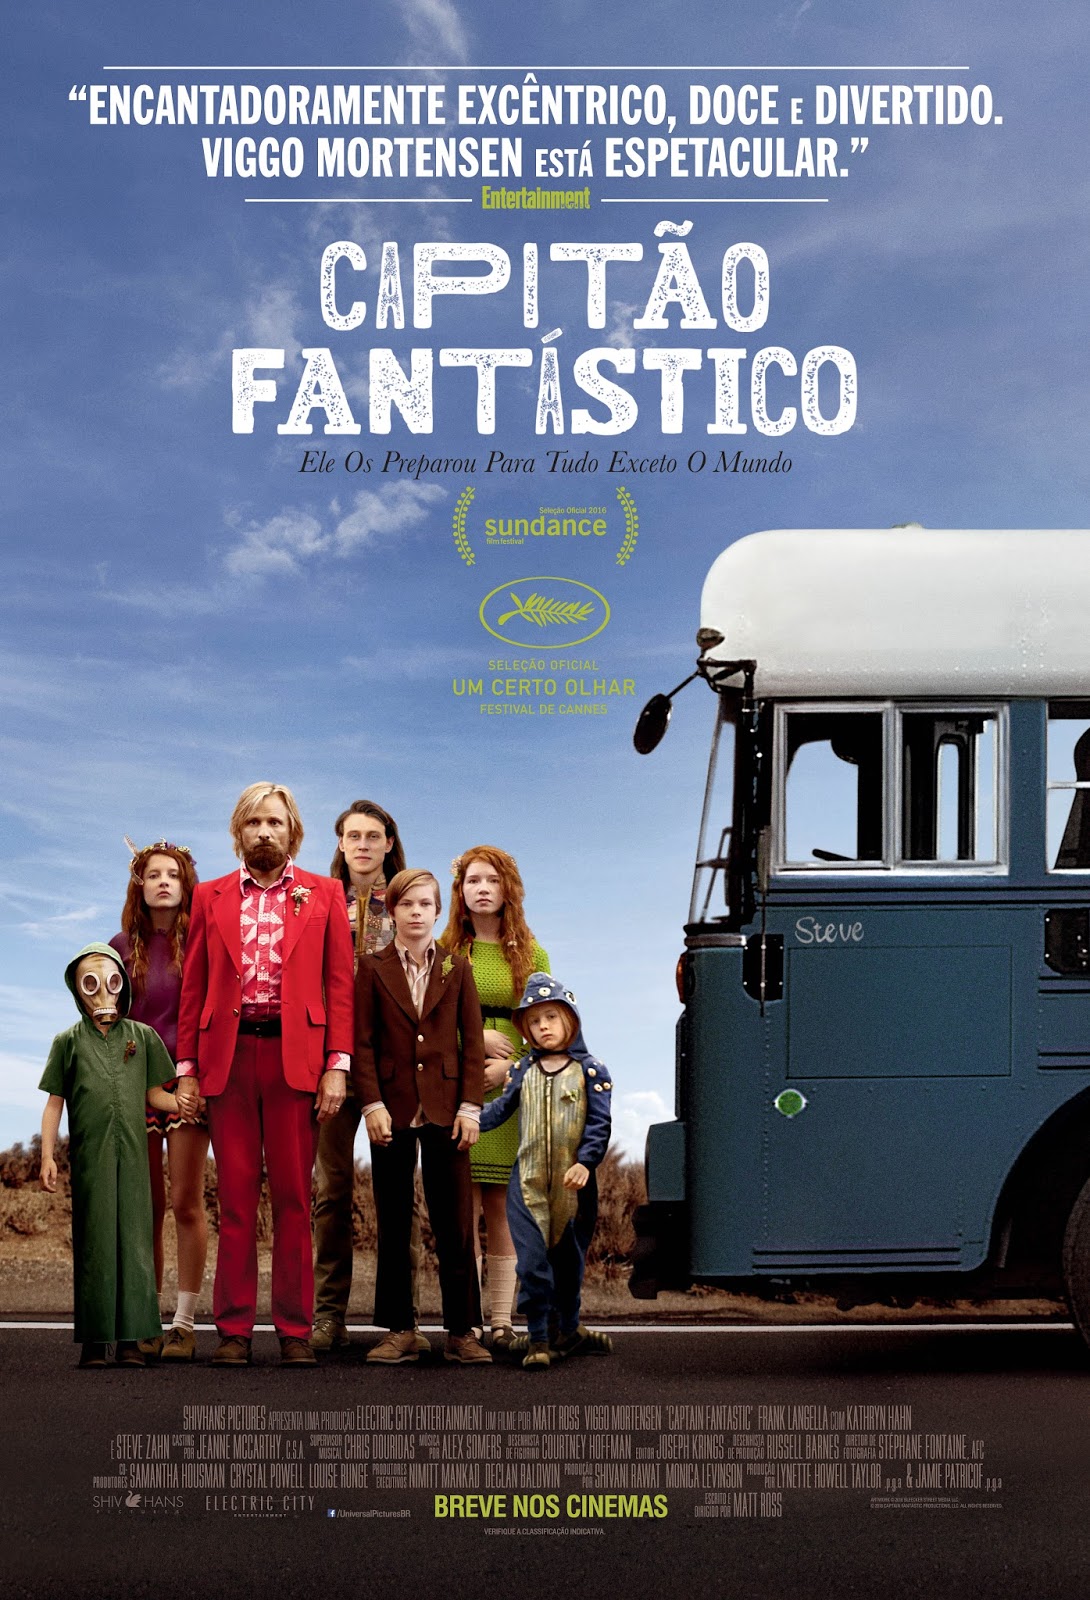 “ENCANTADORAMENTE EXCÊNTRICO, DOCE E DIVERTIDO.
VIGGO MORTENSEN ESTÁ ESPETACULAR.”
Entertainment
CAPITÃO
FANTÁSTICO
Ele Os Preparou Para Tudo Exceto O Mundo
Seleção Oficial 2016
sundance
film festival
SELEÇÃO OFICIAL
UM CERTO OLHAR
FESTIVAL DE CANNES
Steve
SHIVHANS PICTURES APRESENTA UMA PRODUÇÃO ELECTRIC CITY ENTERTAINMENT UM FILME POR MATT ROSS VIGGO MORTENSEN 'CAPTAIN FANTASTIC' FRANK LANGELLA COM KATHRYN HAHN
E STEVE ZAHN CASTING POR JEANNE MCCARTHY, C.S.A. SUPERVISOR MUSICAL CHRIS DOURIDAS MÚSICA POR ALEX SOMERS DESENHISTA DE FIGURINO COURTNEY HOFFMAN EDITOR JOSEPH KRINGS DESENHISTA DE PRODUÇÃO RUSSELL BARNES DIRETOR DE FOTOGRAFIA STÉPHANE FONTAINE, AFC
CO-PRODUTORES SAMANTHA HOUSMAN CRYSTAL POWELL LOUISE RUNGE PRODUTORES EXECUTIVOS NIMITT MANKAD DECLAN BALDWIN PRODUÇÃO POR SHIVANI RAWAT MONICA LEVINSON PRODUÇÃO POR LYNETTE HOWELL TAYLOR p.g.a & JAMIE PATRICOF p.g.a
SHIVHANS PICTURES ELECTRIC CITY ENTERTAINMENT f /UniversalPicturesBR BREVE NOS CINEMAS ESCRITO E DIRIGIDO POR MATT ROSS
VERIFIQUE A CLASSIFICAÇÃO INDICATIVA.